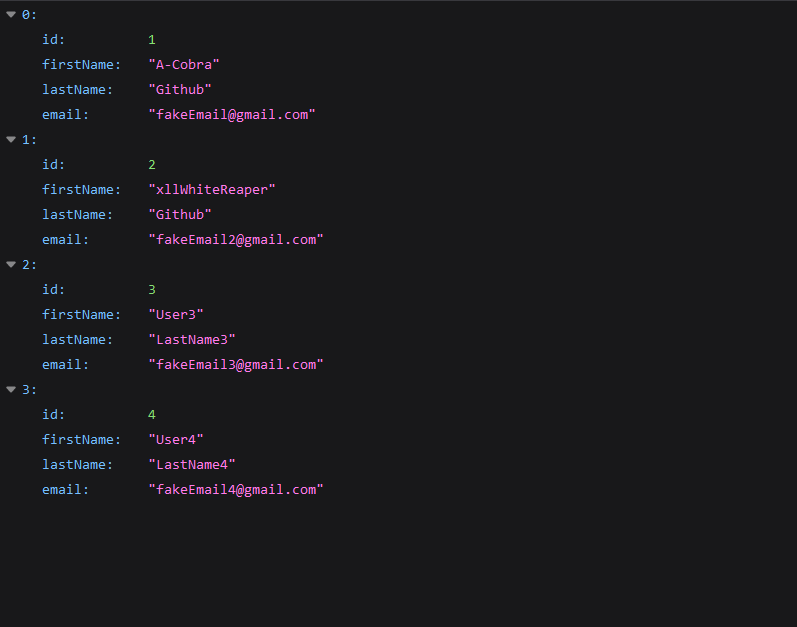 0:
id: 1
firstName: "A-Cobra"
lastName: "Github"
email: "fakeEmail@gmail.com"
1:
id: 2
firstName: "xllWhiteReaper"
lastName: "Github"
email: "fakeEmail2@gmail.com"
2:
id: 3
firstName: "User3"
lastName: "LastName3"
email: "fakeEmail3@gmail.com"
3:
id: 4
firstName: "User4"
lastName: "LastName4"
email: "fakeEmail4@gmail.com"